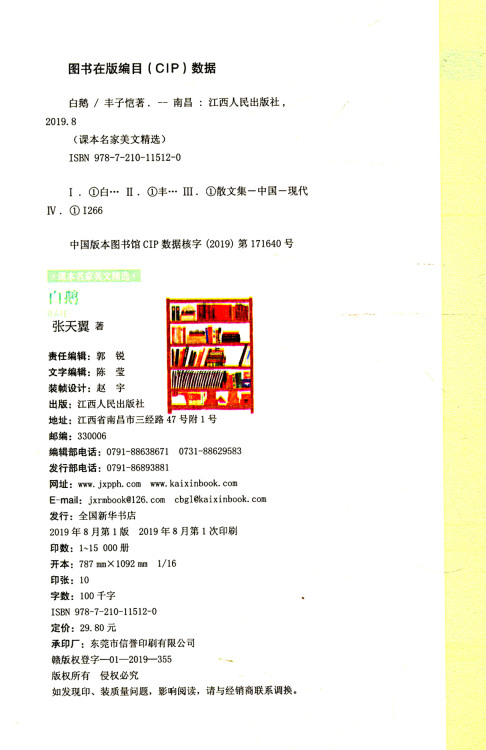 图书在版编目（CIP）数据
白鹅 / 丰子恺著. -- 南昌 : 江西人民出版社,
2019.8
（课本名家美文精选）
ISBN 978-7-210-11512-0
Ⅰ. ①白… Ⅱ. ①丰… Ⅲ. ①散文集－中国－现代
Ⅳ. ①I266
中国版本图书馆 CIP 数据核字 (2019) 第 171640 号
课本名家美文精选
白鹅
张天翼 著
责任编辑：郭 锐
文字编辑：陈 莹
装帧设计：赵 宇
出版：江西人民出版社
地址：江西省南昌市三经路 47 号附 1 号
邮编：330006
编辑部电话：0791-88638671 0731-88629583
发行部电话：0791-86893881
网址：www.jxpph.com www.kaixinbook.com
E-mail：jxrmbook@126.com cbgl@kaixinbook.com
发行：全国新华书店
2019 年 8 月第 1 版 2019 年 8 月第 1 次印刷
印数：1~15 000 册
开本：787 mm×1092 mm 1/16
印张：10
字数：100 千字
ISBN 978-7-210-11512-0
定价：29.80 元
承印厂：东莞市信誉印刷有限公司
赣版权登字—01—2019—355
版权所有 侵权必究
如发现印、装质量问题，影响阅读，请与经销商联系调换。